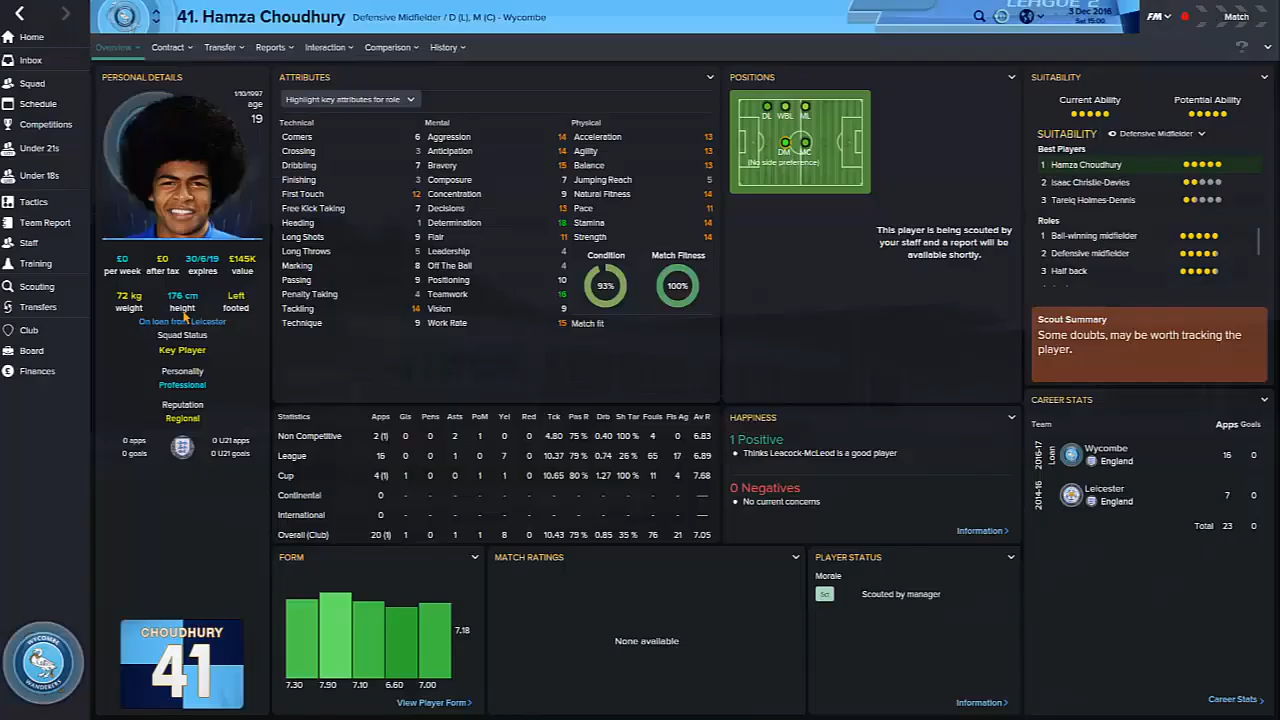 41. Hamza Choudhury Defensive Midfielder / D (L), M (C) - Wycombe
LEAGUE 2
3 Dec 2016
Sat 15:00
FM
Match
Home
Inbox
Squad
Schedule
Competitions
Under 21s
Under 18s
Tactics
Team Report
Staff
Training
Scouting
Transfers
Club
Board
Finances
WYCOMBE
WANDERERS
Overview Contract Transfer Reports Interaction Comparison History
PERSONAL DETAILS
1/10/1997
age
19
£0 £0 30/6/19 £145K
per week after tax expires value
72 kg 176 cm Left
weight height footed
On loan from Leicester
Squad Status
Key Player
Personality
Professional
Reputation
Regional
0 apps 0 U21 apps
0 goals 0 U21 goals
CHOUDHURY
41
ATTRIBUTES
Highlight key attributes for role
Technical Mental Physical
Corners 6 Aggression 14 Acceleration 13
Crossing 3 Anticipation 14 Agility 13
Dribbling 7 Bravery 15 Balance 13
Finishing 3 Composure 7 Jumping Reach 5
First Touch 12 Concentration 9 Natural Fitness 14
Free Kick Taking 7 Decisions 13 Pace 11
Heading 1 Determination 18 Stamina 14
Long Shots 9 Flair 11 Strength 14
Long Throws 5 Leadership 4
Marking 8 Off The Ball 4
Passing 9 Positioning 10
Penalty Taking 4 Teamwork 16
Tackling 14 Vision 9
Technique 9 Work Rate 15
Condition Match Fitness
93% 100%
Match fit
POSITIONS
DL WBL ML
DM MC
(No side preference)
This player is being scouted by
your staff and a report will be
available shortly.
SUITABILITY
Current Ability Potential Ability
SUITABILITY Defensive Midfielder
Best Players
1 Hamza Choudhury
2 Isaac Christie-Davies
3 Tareiq Holmes-Dennis
Roles
1 Ball-winning midfielder
2 Defensive midfielder
3 Half back
Scout Summary
Some doubts, may be worth tracking the
player.
Statistics Apps Gls Pens Asts PoM Yel Red Tck Pas R Drb Sh Tar Fouls Fls Ag Av R
Non Competitive 2 (1) 0 0 2 1 0 0 4.80 75 % 0.40 100 % 4 0 6.83
League 16 0 0 1 0 7 0 10.37 79 % 0.74 26 % 65 17 6.89
Cup 4 (1) 1 0 0 1 1 0 10.65 80 % 1.27 100 % 11 4 7.68
Continental 0 - - - - - - - - - - - - ---
International 0 - - - - - - - - - - - - ---
Overall (Club) 20 (1) 1 0 1 1 8 0 10.43 79 % 0.85 35 % 76 21 7.05
HAPPINESS
1 Positive
• Thinks Leacock-McLeod is a good player
0 Negatives
• No current concerns
Information
CAREER STATS
Team Apps Goals
2016-17 Loan Wycombe England 16 0
2014-16 Leicester England 7 0
Total 23 0
Career Stats
FORM
7.18
7.30 7.90 7.10 6.60 7.00
View Player Form
MATCH RATINGS
None available
PLAYER STATUS
Morale
Sct Scouted by manager
Information